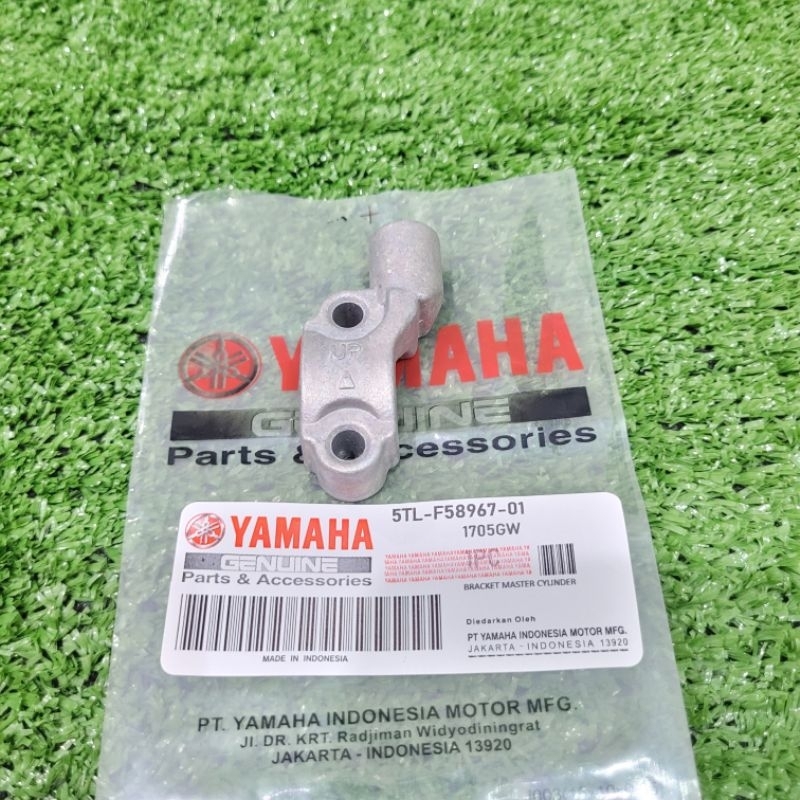 YAMAHA
GENUINE
Parts & Accessories
UP
YAMAHA
GENUINE
Parts & Accessories
MADE IN INDONESIA
5TL-F58967-01
1705GW
1PC
BRACKET MASTER CYLINDER
Diedarkan Oleh
PT YAMAHA INDONESIA MOTOR MFG.
JAKARTA - INDONESIA 13920
PT. YAMAHA INDONESIA MOTOR MFG.
Jl. DR. KRT. Radjiman Widyodiningrat
JAKARTA - INDONESIA 13920